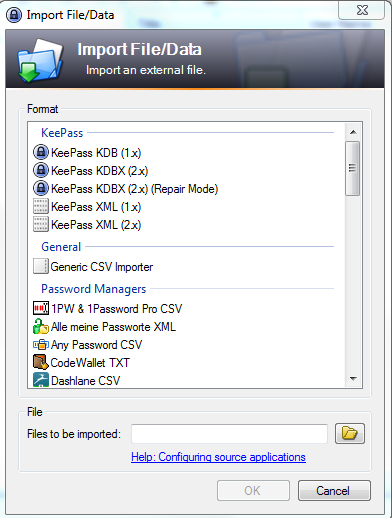 Import File/Data
Import File/Data
Import an external file.
Format
KeePass
KeePass KDB (1.x)
KeePass KDBX (2.x)
KeePass KDBX (2.x) (Repair Mode)
KeePass XML (1.x)
KeePass XML (2.x)
General
Generic CSV Importer
Password Managers
1PW & 1Password Pro CSV
Alle meine Passworte XML
Any Password CSV
CodeWallet TXT
Dashlane CSV
File
Files to be imported:
Help: Configuring source applications
OK
Cancel